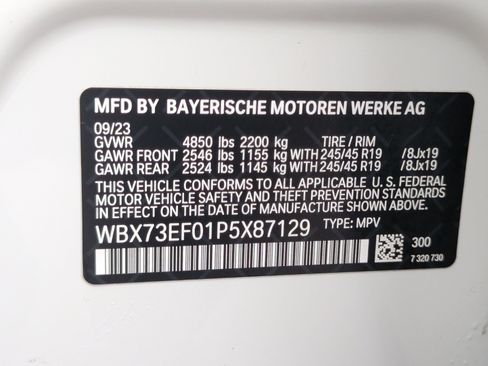 MFD BY BAYERISCHE MOTOREN WERKE AG
09/23
GVWR 4850 lbs 2200 kg TIRE / RIM
GAWR FRONT 2546 lbs 1155 kg WITH 245/45 R19 /8Jx19
GAWR REAR 2524 lbs 1145 kg WITH 245/45 R19 /8Jx19
THIS VEHICLE CONFORMS TO ALL APPLICABLE U. S. FEDERAL
MOTOR VEHICLE SAFETY AND THEFT PREVENTION STANDARDS
IN EFFECT ON THE DATE OF MANUFACTURE SHOWN ABOVE.
WBX73EF01P5X87129 TYPE: MPV
300
7 320 730